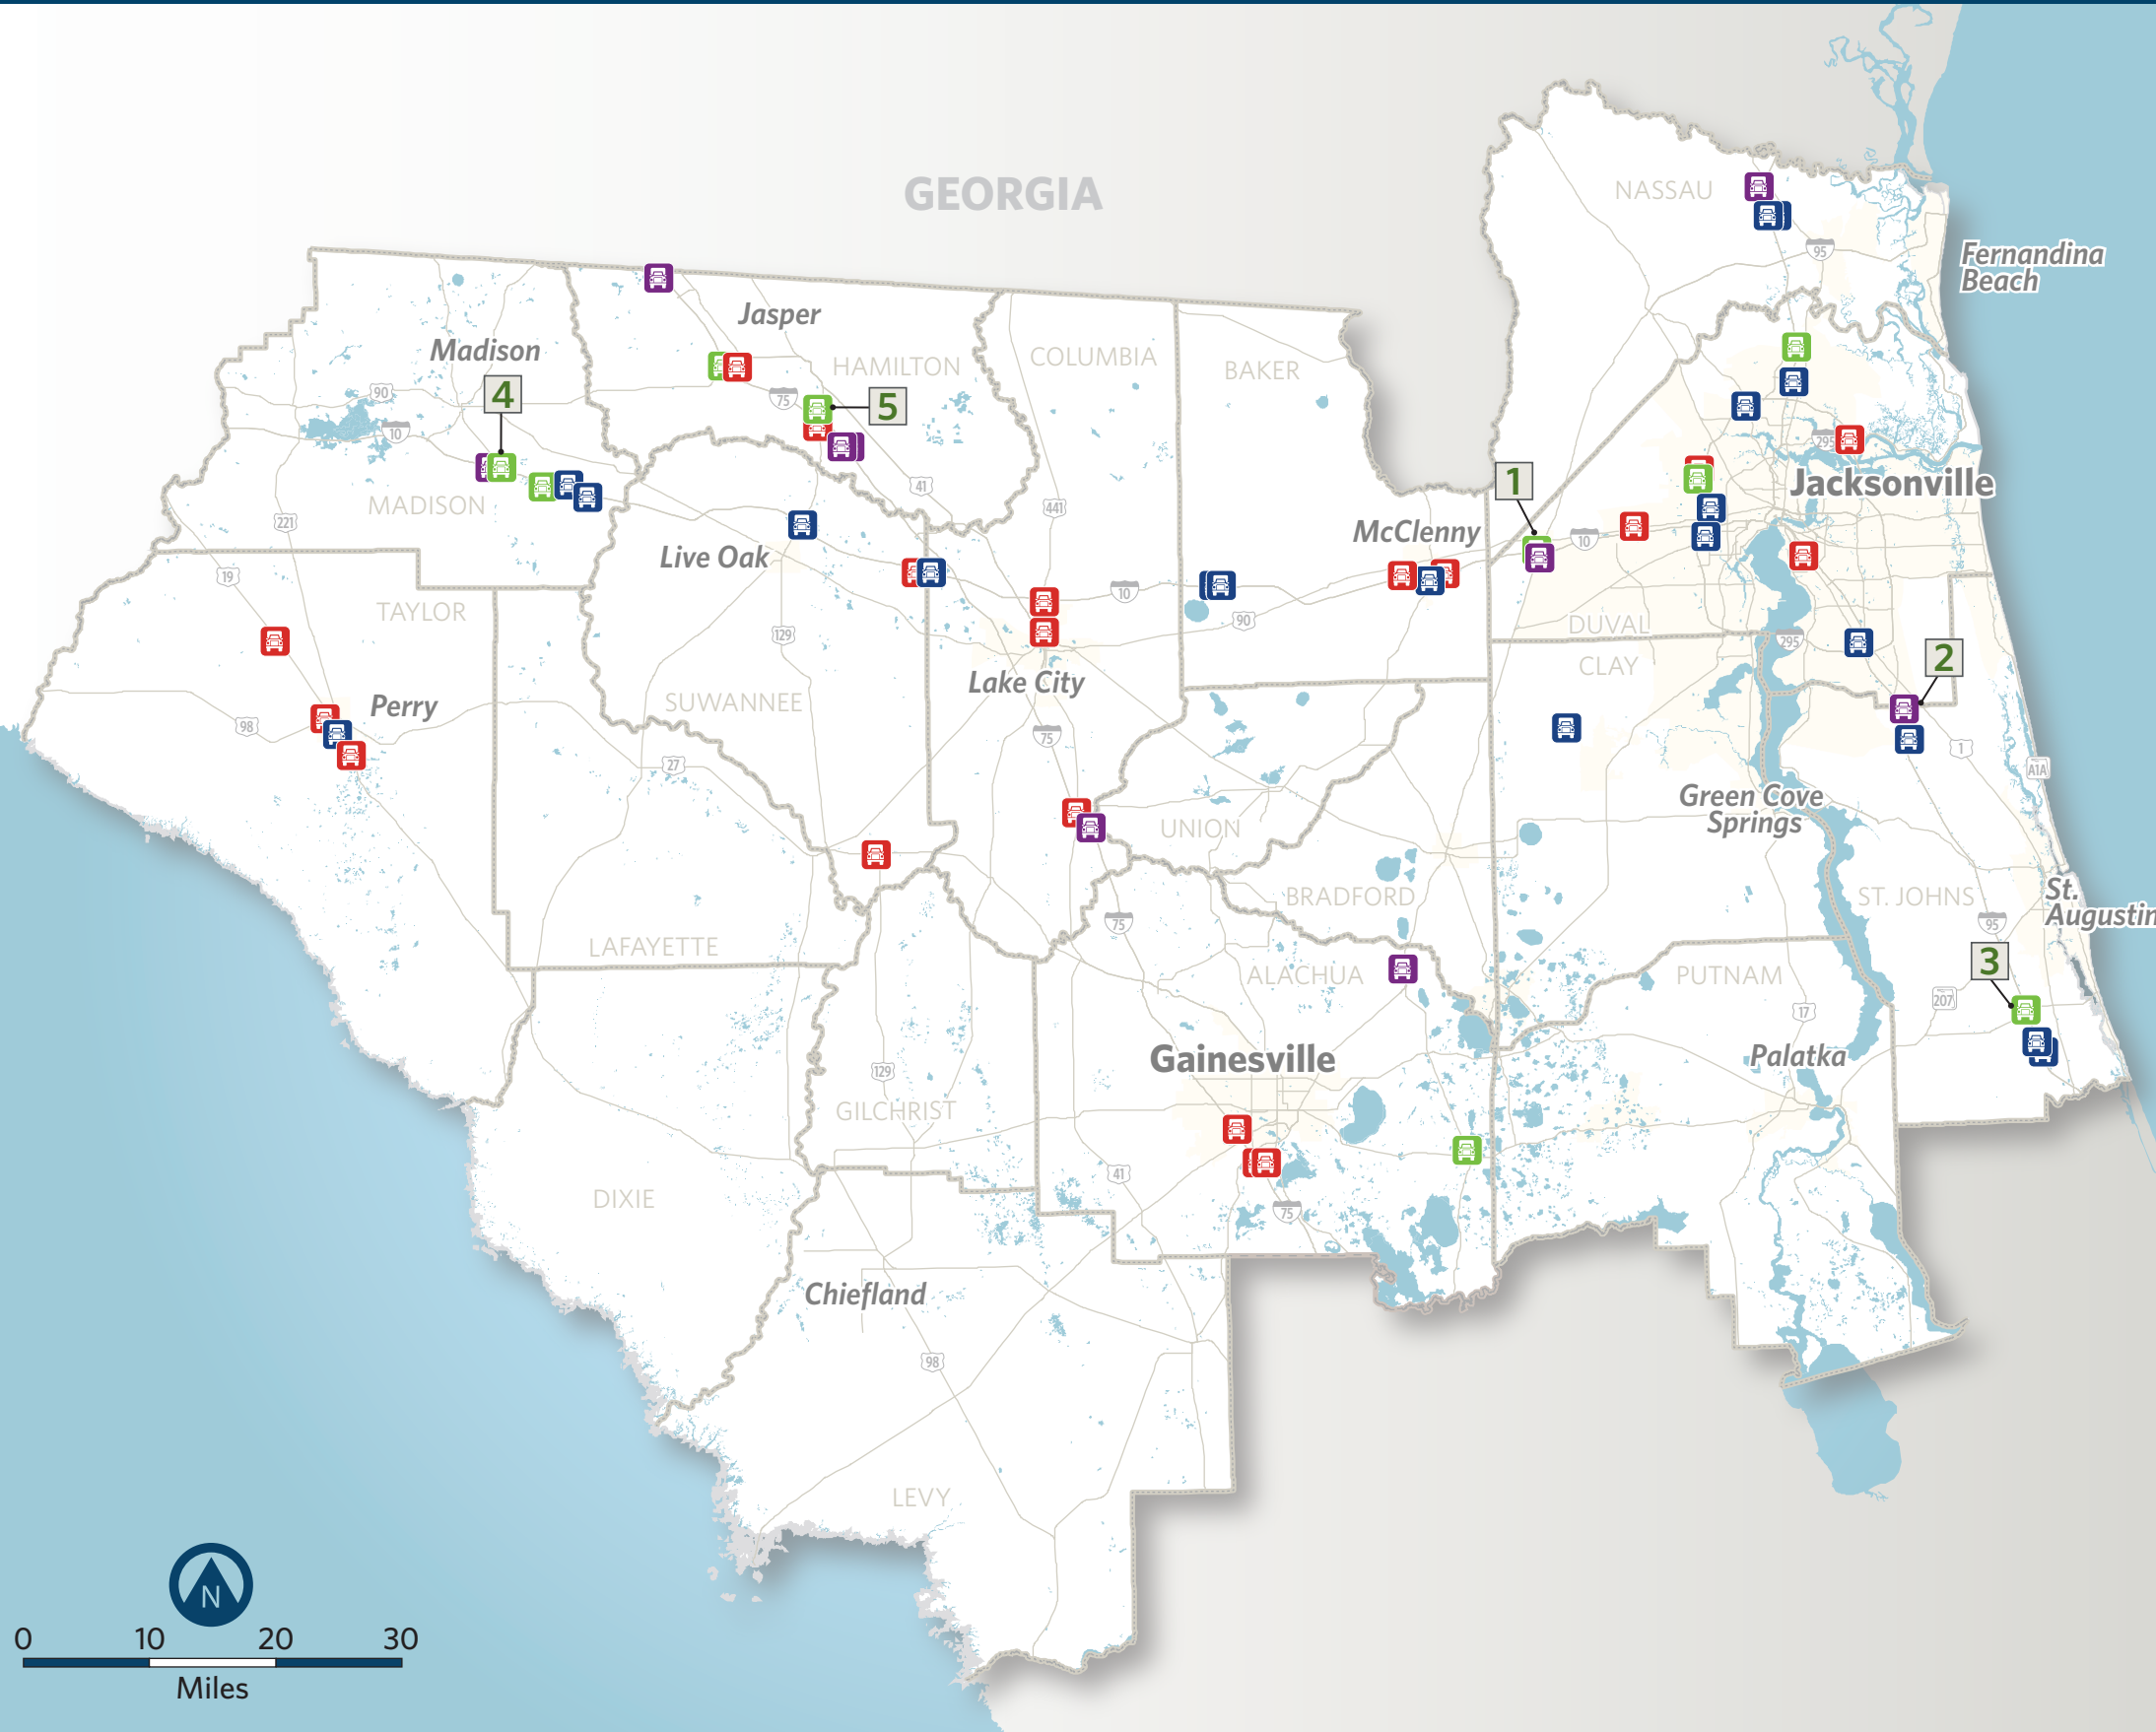 GEORGIA
NASSAU
95
Fernandina
Beach
Jasper
Madison
HAMILTON
COLUMBIA
BAKER
90
4
75
5
10
295
MADISON
41
441
1
Jacksonville
221
McClenny
10
Live Oak
19
10
TAYLOR
90
DUVAL
129
295
CLAY
2
Lake City
SUWANNEE
Perry
98
75
1
27
A1A
Green Cove
Springs
UNION
BRADFORD
ST. JOHNS
St.
Augustin
75
95
LAFAYETTE
3
ALACHUA
PUTNAM
207
17
Gainesville
Palatka
129
GILCHRIST
41
DIXIE
75
Chiefland
98
LEVY
N
0 10 20 30
Miles